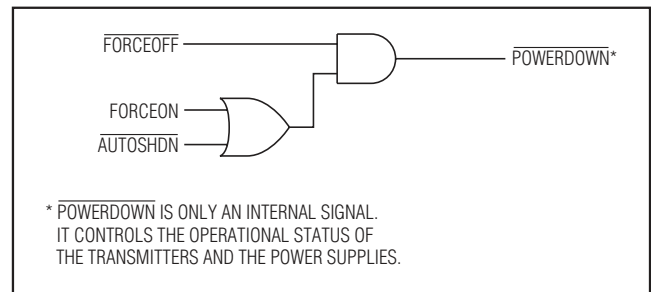 FORCEOFF
POWERDOWN*
FORCEON
AUTOSHDN
* POWERDOWN IS ONLY AN INTERNAL SIGNAL.
IT CONTROLS THE OPERATIONAL STATUS OF
THE TRANSMITTERS AND THE POWER SUPPLIES.